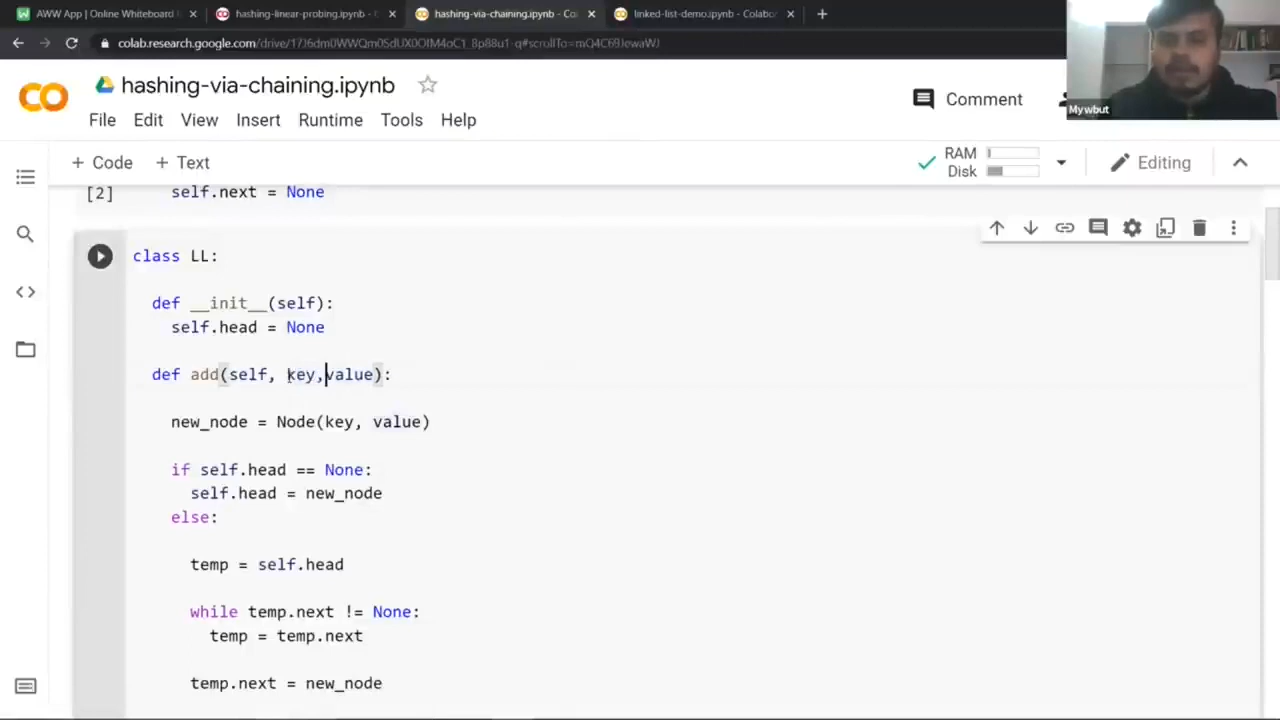 AWW App | Online Whiteboard
hashing-linear-probing.ipynb -
hashing-via-chaining.ipynb - Co
linked-list-demo.ipynb - Colabor
hashing-via-chaining.ipynb
File Edit View Insert Runtime Tools Help
Comment
Mywbut
+ Code + Text
RAM
Disk
Editing
[2] self.next = None
class LL:
def __init__(self):
self.head = None
def add(self, key,value):
new_node = Node(key, value)
if self.head == None:
self.head = new_node
else:
temp = self.head
while temp.next != None:
temp = temp.next
temp.next = new_node